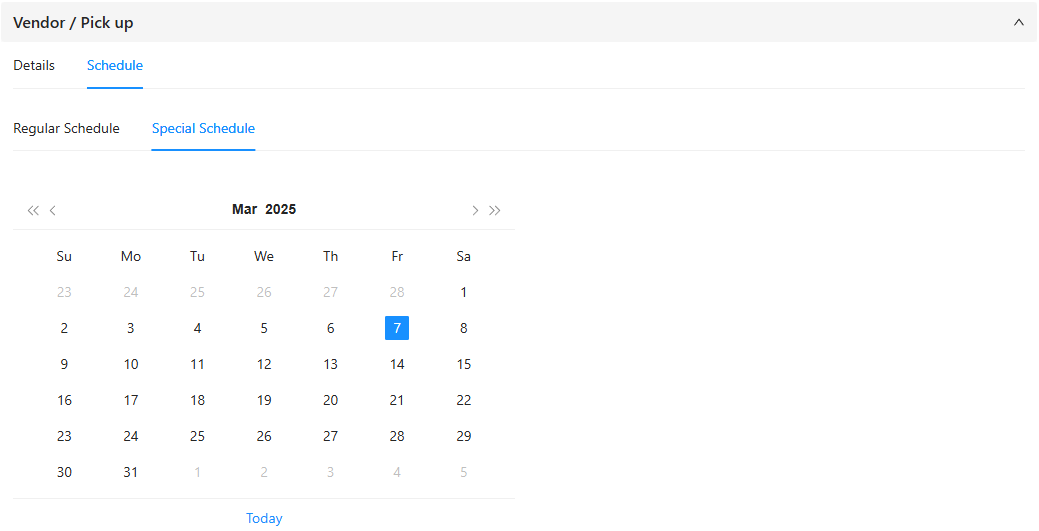 Vendor / Pick up
Details Schedule
Regular Schedule Special Schedule
Mar 2025
Su Mo Tu We Th Fr Sa
23 24 25 26 27 28 1
2 3 4 5 6 7 8
9 10 11 12 13 14 15
16 17 18 19 20 21 22
23 24 25 26 27 28 29
30 31 1 2 3 4 5
Today